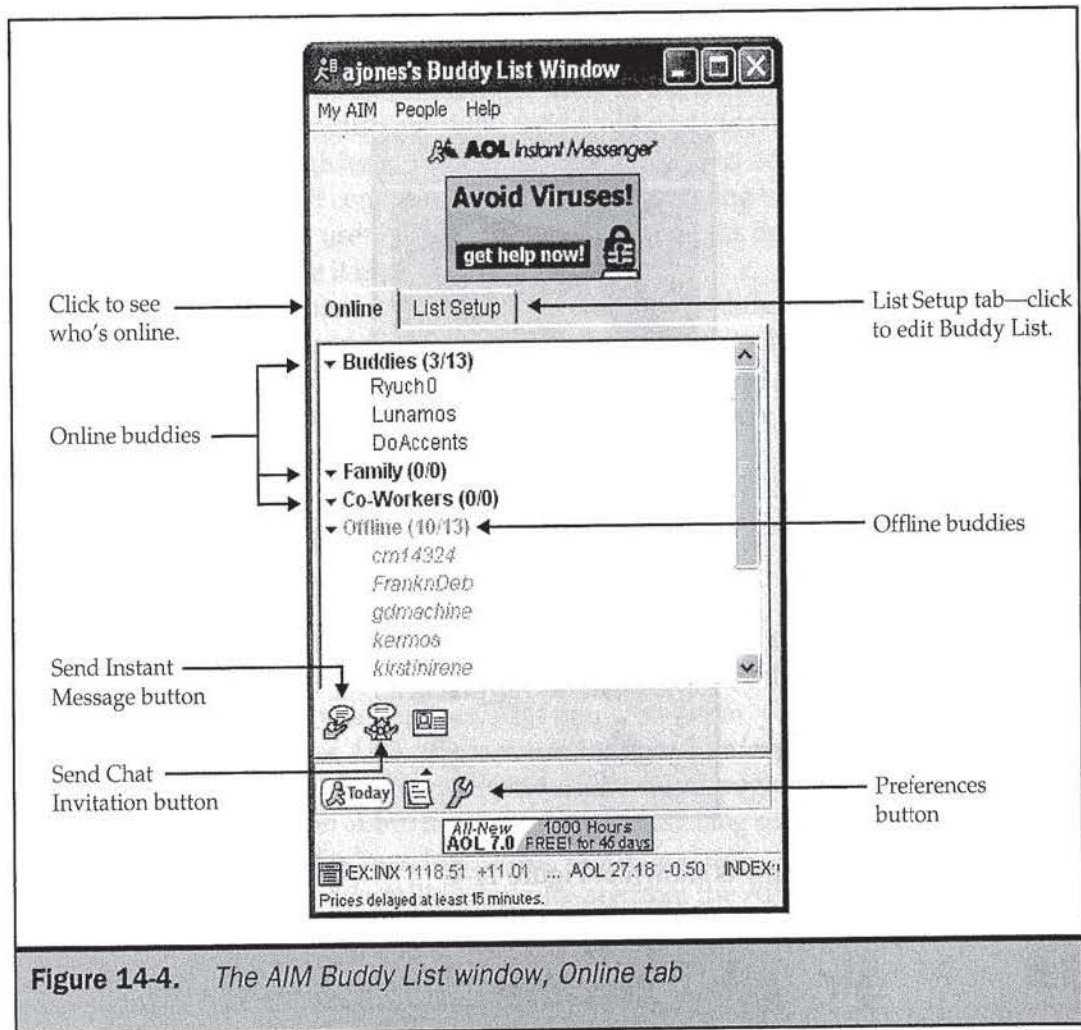 ajones's Buddy List Window
My AIM People Help
AOL Instant Messenger
Avoid Viruses!
get help now!
Click to see
who's online.
Online List Setup
List Setup tab—click
to edit Buddy List.
Online buddies
Buddies (3/13)
Ryuch0
Lunamos
DoAccents
Family (0/0)
Co-Workers (0/0)
Offline (10/13)
Offline buddies
cm14324
FranknDeb
gdmachine
kermos
kirstinirene
Send Instant
Message button
Send Chat
Invitation button
Today
Preferences
button
All-New
AOL 7.0
1000 Hours
FREE! for 46 days
EX:INX 1118.51 +11.01 ... AOL 27.18 -0.50 INDEX:
Prices delayed at least 15 minutes.
Figure 14-4. The AIM Buddy List window, Online tab